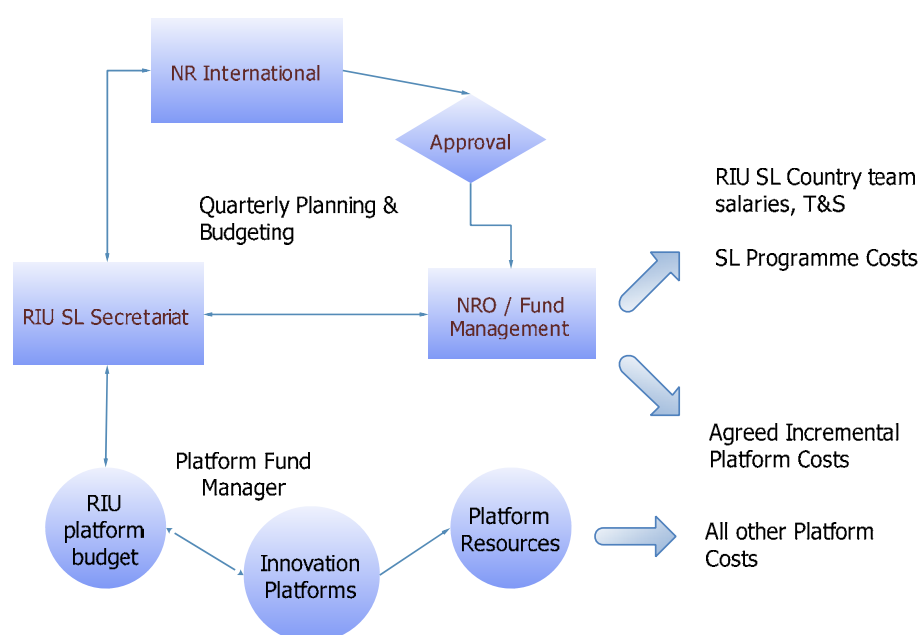 NR International
Approval
RIU SL Country team
salaries, T&S
Quarterly Planning &
Budgeting
SL Programme Costs
RIU SL Secretariat
NRO / Fund
Management
Agreed Incremental
Platform Costs
Platform Fund
Manager
RIU
platform
budget
Platform
Resources
All other Platform
Costs
Innovation
Platforms